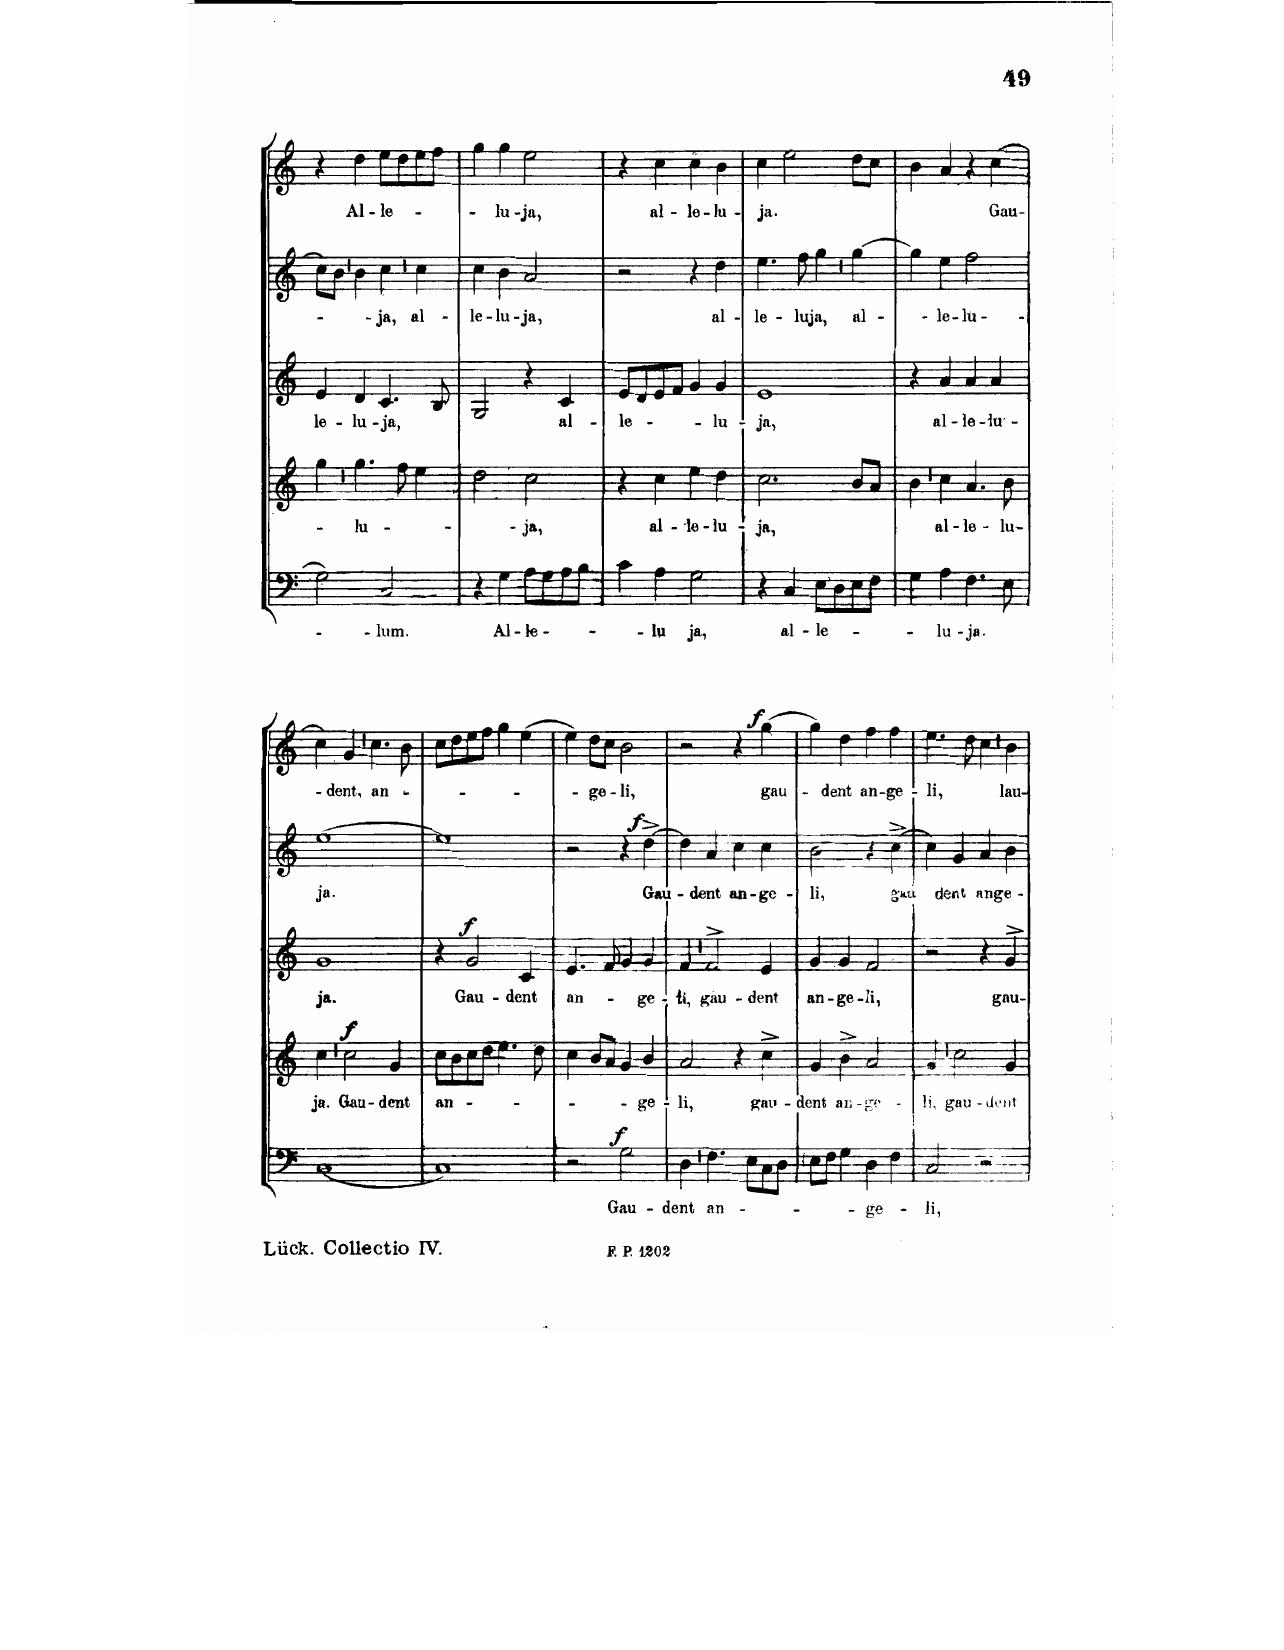 49
Al - le - - - lu - ja, al - le - lu - ja. Gau -
- - ja, al - le - lu - ja, al - le - luja, al - - le - lu - -
le - lu - ja, al - le - - - lu - ja, al - le - lu -
- lu - - - ja, al - le - lu - ja, al - le - lu -
- - lum. Al - le - - - lu ja, al - le - - - lu - ja.
f
- dent, an - - - - - ge - li, gau - dent an - ge - li, lau -
f
ja. Gau - dent an - ge - li, gau dent ange -
f
ja. Gau - dent an - ge - li, gau - dent an - ge - li, gau -
f
ja. Gau - dent an - - - - - ge - li, gau - dent an - ge - li, gau - dent
f
Gau - dent an - - - ge - li,
Lück. Collectio IV. F. P. 1202